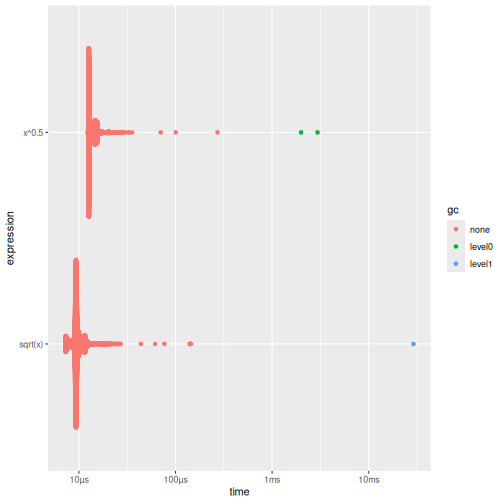 expression
x^0.5
sqrt(x)
10µs
100µs
1ms
10ms
time
gc
none
level0
level1